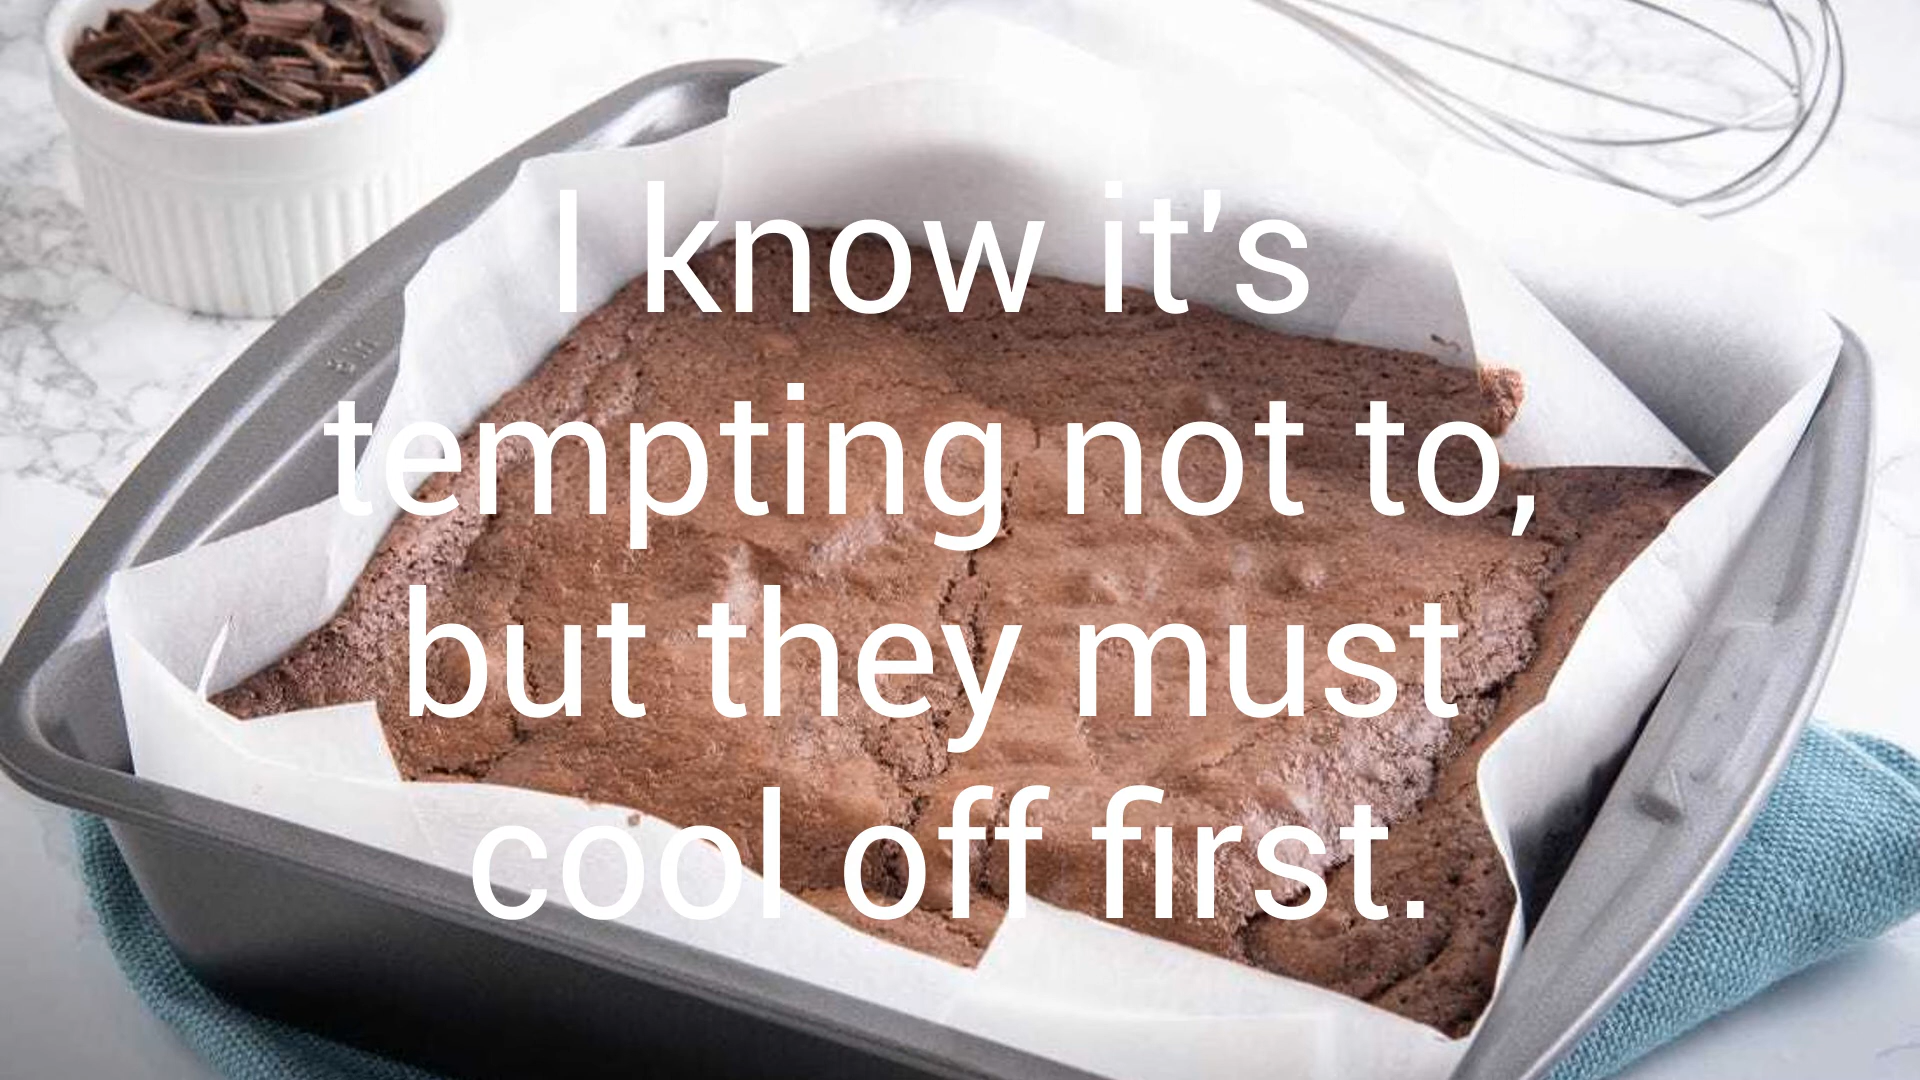 I know it's
tempting not to,
but they must
cool off first.